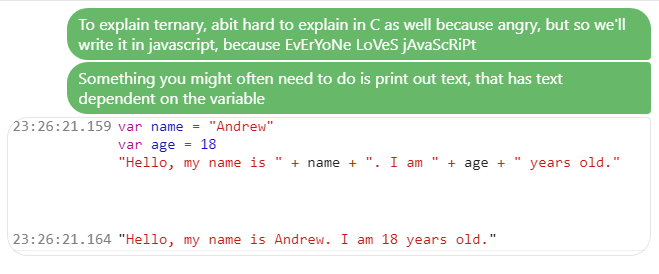 To explain ternary, abit hard to explain in C as well because angry, but so we'll
write it in javascript, because EvErYoNe LoVeS jAvaScRiPt
Something you might often need to do is print out text, that has text
dependent on the variable
23:26:21.159 var name = "Andrew"
var age = 18
"Hello, my name is " + name + ". I am " + age + " years old."
23:26:21.164 "Hello, my name is Andrew. I am 18 years old."